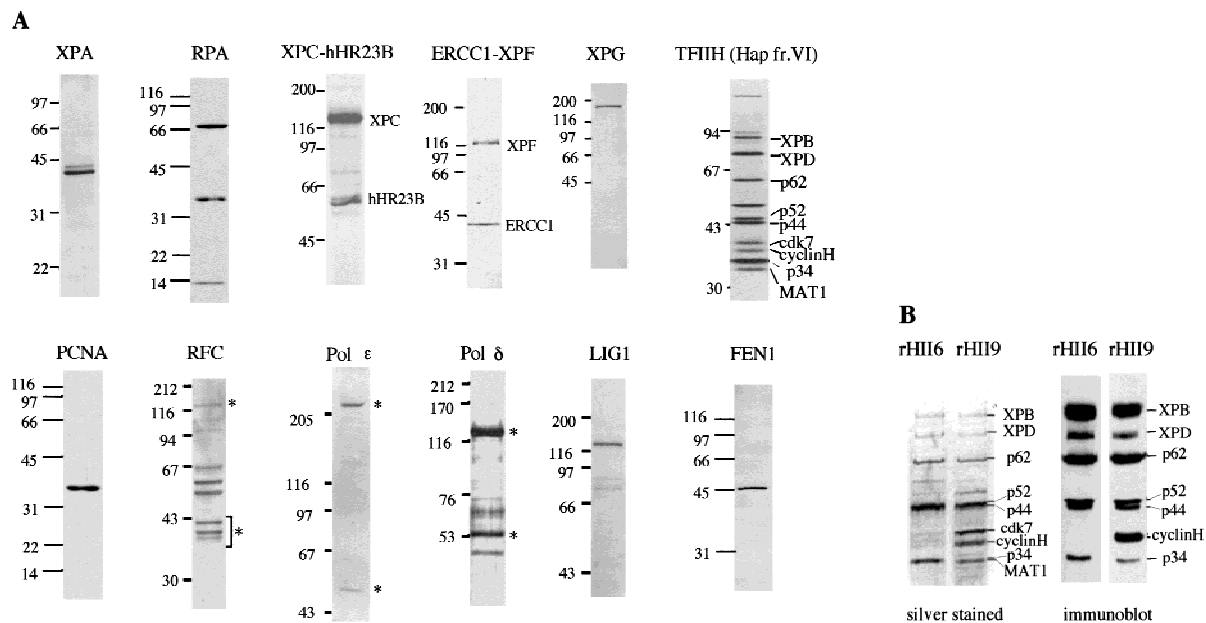 A
XPA
97
66
45
31
22
RPA
116
97
66
45
31
22
14
XPC-hHR23B
200
116
97
66
45
XPC
hHR23B
ERCC1-XPF
200
116
97
66
45
31
XPF
ERCC1
XPG
200
116
97
66
45
TFIIH (Hap fr.VI)
94
67
43
30
XPB
XPD
p62
p52
p44
cdk7
cyclinH
p34
MAT1
PCNA
116
97
66
45
31
22
14
RFC
212
116
94
67
43
30
*
*
Pol ε
205
116
97
67
43
*
*
Pol δ
212
170
116
76
53
*
*
LIG1
200
116
97
66
43
FEN1
116
97
66
45
31
B
rHII6 rHII9
XPB
XPD
p62
p52
p44
cdk7
cyclinH
p34
MAT1
silver stained
rHII6 rHII9
XPB
XPD
p62
p52
p44
cyclinH
p34
immunoblot